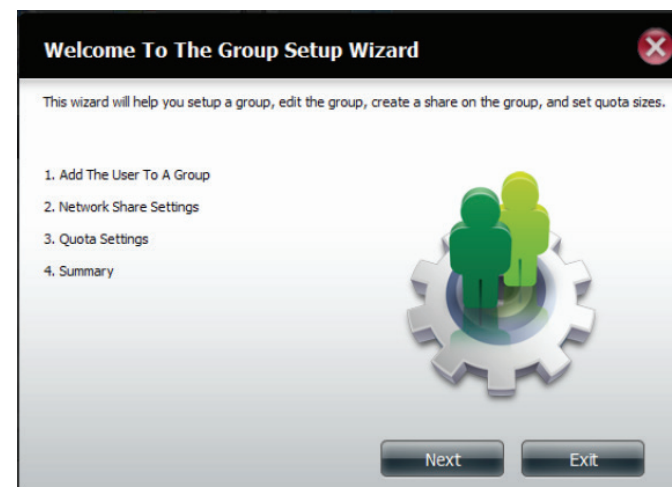 Welcome To The Group Setup Wizard
This wizard will help you setup a group, edit the group, create a share on the group, and set quota sizes.
1. Add The User To A Group
2. Network Share Settings
3. Quota Settings
4. Summary
Next Exit